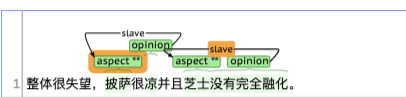 slave
opinion slave
aspect ** aspect ** opinion
1 整体很失望，披萨很凉并且芝士没有完全融化。